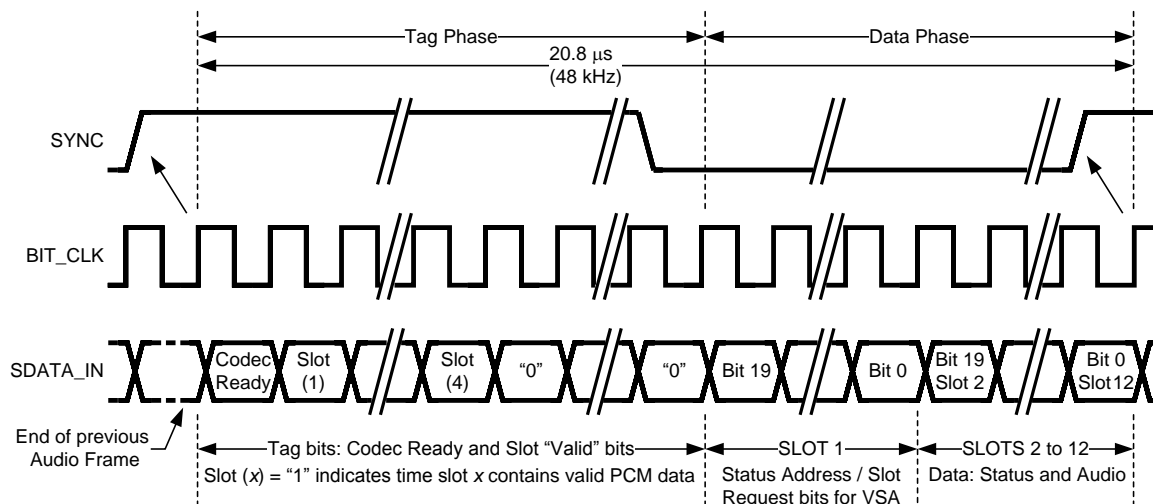 Tag Phase
Data Phase
20.8 μs
(48 kHz)
SYNC
BIT_CLK
SDATA_IN
Codec
Ready
Slot
(1)
Slot
(4)
“0”
“0”
Bit 19
Bit 0
Bit 19
Slot 2
Bit 0
Slot12
End of previous
Audio Frame
Tag bits: Codec Ready and Slot “Valid” bits
Slot (x) = “1” indicates time slot x contains valid PCM data
SLOT 1
Status Address / Slot
Request bits for VSA
SLOTS 2 to 12
Data: Status and Audio